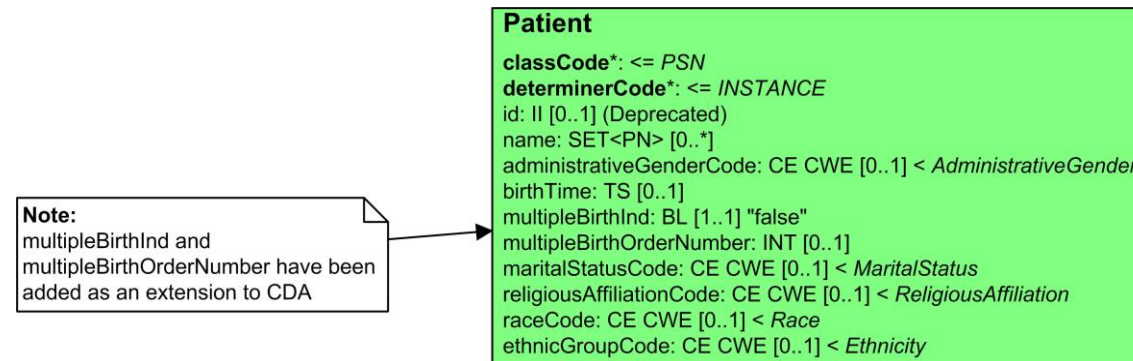 Patient
classCode*: <= PSN
determinerCode*: <= INSTANCE
id: II [0..1] (Deprecated)
name: SET<PN> [0..*]
administrativeGenderCode: CE CWE [0..1] < AdministrativeGender
birthTime: TS [0..1]
multipleBirthInd: BL [1..1] "false"
multipleBirthOrderNumber: INT [0..1]
maritalStatusCode: CE CWE [0..1] < MaritalStatus
religiousAffiliationCode: CE CWE [0..1] < ReligiousAffiliation
raceCode: CE CWE [0..1] < Race
ethnicGroupCode: CE CWE [0..1] < Ethnicity
Note:
multipleBirthInd and
multipleBirthOrderNumber have been
added as an extension to CDA